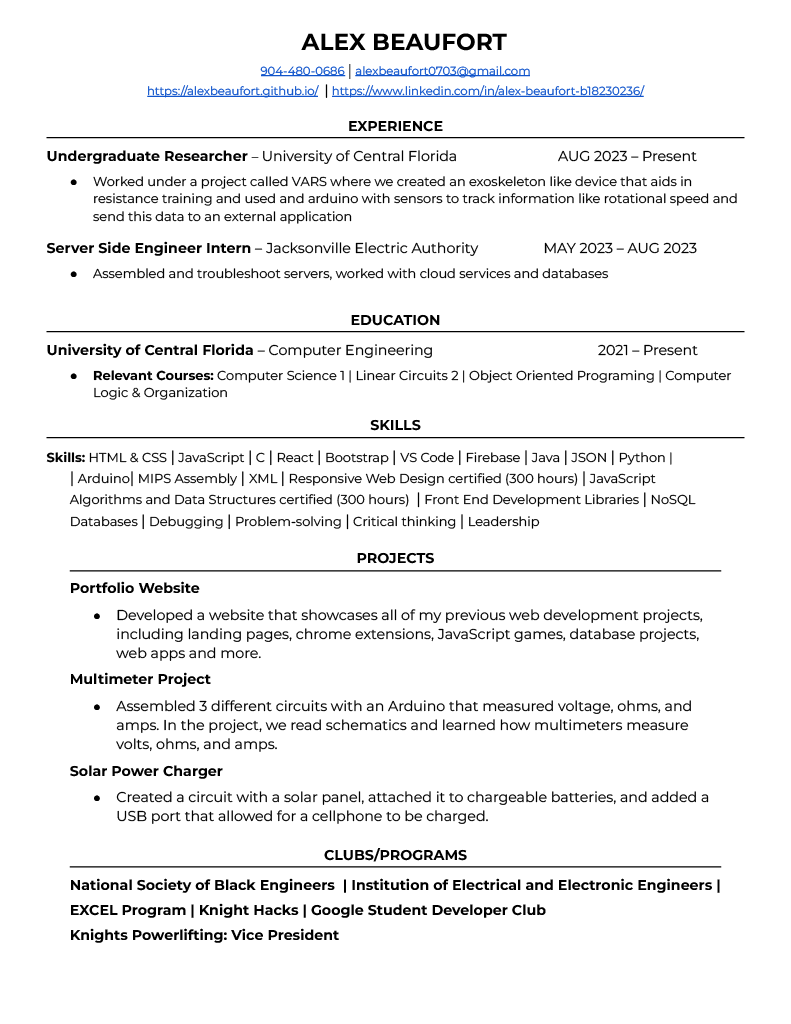 ALEX BEAUFORT
904-480-0686 | alexbeaufort0703@gmail.com
https://alexbeaufort.github.io/ | https://www.linkedin.com/in/alex-beaufort-b18230236/
EXPERIENCE
Undergraduate Researcher – University of Central Florida AUG 2023 – Present
● Worked under a project called VARS where we created an exoskeleton like device that aids in
resistance training and used and arduino with sensors to track information like rotational speed and
send this data to an external application
Server Side Engineer Intern – Jacksonville Electric Authority MAY 2023 – AUG 2023
● Assembled and troubleshoot servers, worked with cloud services and databases
EDUCATION
University of Central Florida – Computer Engineering 2021 – Present
● Relevant Courses: Computer Science 1 | Linear Circuits 2 | Object Oriented Programing | Computer
Logic & Organization
SKILLS
Skills: HTML & CSS | JavaScript | C | React | Bootstrap | VS Code | Firebase | Java | JSON | Python |
| Arduino| MIPS Assembly | XML | Responsive Web Design certified (300 hours) | JavaScript
Algorithms and Data Structures certified (300 hours) | Front End Development Libraries | NoSQL
Databases | Debugging | Problem-solving | Critical thinking | Leadership
PROJECTS
Portfolio Website
● Developed a website that showcases all of my previous web development projects,
including landing pages, chrome extensions, JavaScript games, database projects,
web apps and more.
Multimeter Project
● Assembled 3 different circuits with an Arduino that measured voltage, ohms, and
amps. In the project, we read schematics and learned how multimeters measure
volts, ohms, and amps.
Solar Power Charger
● Created a circuit with a solar panel, attached it to chargeable batteries, and added a
USB port that allowed for a cellphone to be charged.
CLUBS/PROGRAMS
National Society of Black Engineers | Institution of Electrical and Electronic Engineers |
EXCEL Program | Knight Hacks | Google Student Developer Club
Knights Powerlifting: Vice President